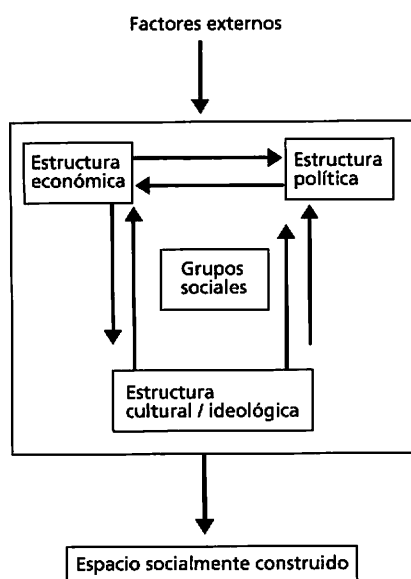 Factores externos
Estructura
económica
Estructura
política
Grupos
sociales
Estructura
cultural / ideológica
Espacio socialmente construido